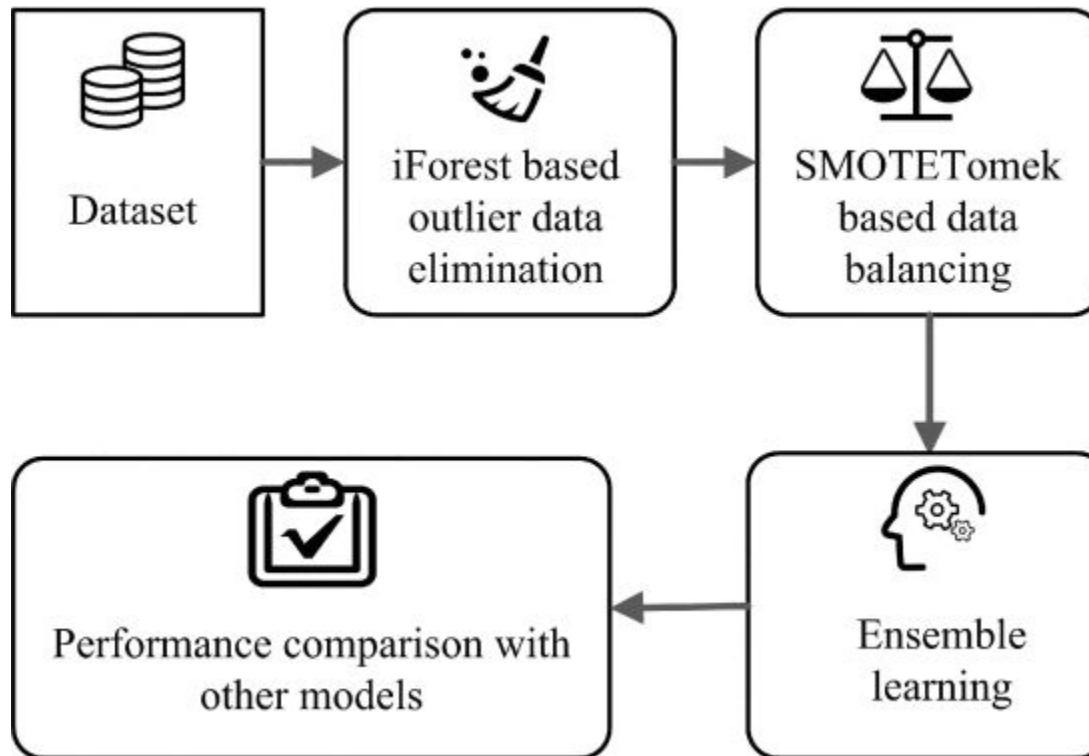 Dataset
iForest based
outlier data
elimination
SMOTETomek
based data
balancing
Ensemble
learning
Performance comparison with
other models